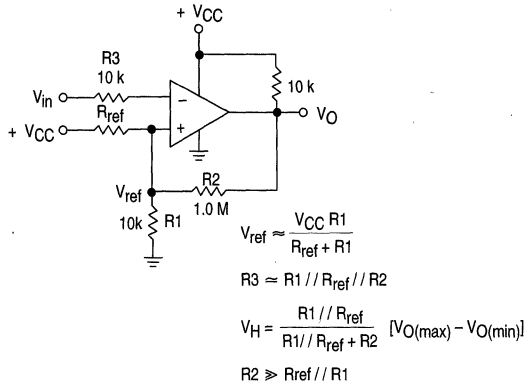 + VCC
R3
10 k
10 k
Vin
Rref
+ VCC
−
+
VO
Vref
R2
1.0 M
10k R1
Vref ≈ VCC R1 / Rref + R1
R3 ≃ R1 / / Rref / / R2
VH = R1 / / Rref / R1/ / Rref + R2 [VO(max) − VO(min)]
R2 ⪢ Rref / / R1